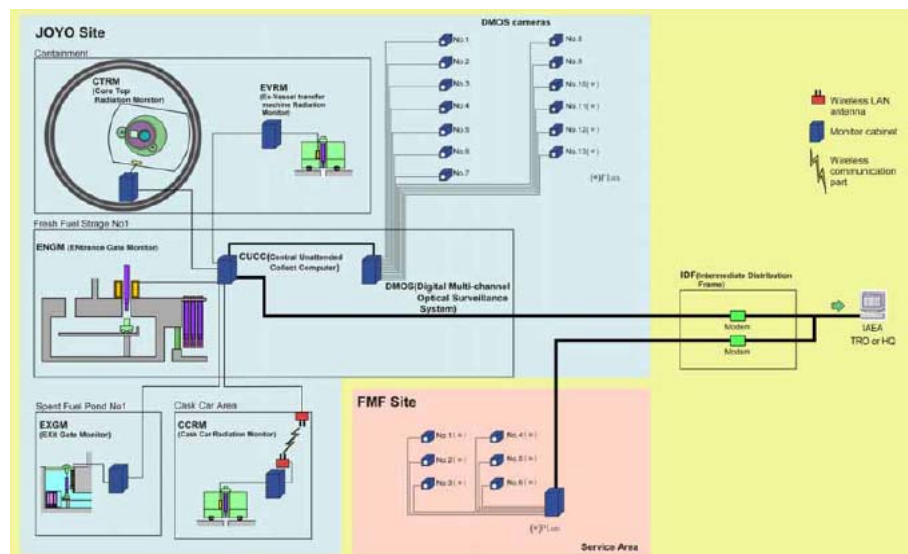 JOYO Site
Containment
CTRM
(Core Top
Radiation Monitor)
EVRM
(Ex-Vessel transfer
machine Radiation
Monitor)
DMOS cameras
No.1
No.2
No.3
No.4
No.5
No.6
No.7
No.8
No.9
No.10(*)
No.11(*)
No.12(*)
No.13(*)
(*)Plus
Wireless LAN
antenna
Monitor cabinet
Wireless
communication
part
Fresh Fuel Strage No1
ENGM (ENtrance Gate Monitor)
CUCC(Central Unattended
Collect Computer)
DMOS(Digital Multi-channel
Optical Surveillance
System)
IDF(Intermediate Distribution
Frame)
Modem
Modem
IAEA
TRO or HQ
Spent Fuel Pond No1
EXGM
(EXit Gate Monitor)
Cask Car Area
CCRM
(Cask Car Radiation Monitor)
FMF Site
No.1(*)
No.2(*)
No.3(*)
No.4(*)
No.5(*)
No.6(*)
(*)Plus
Service Area